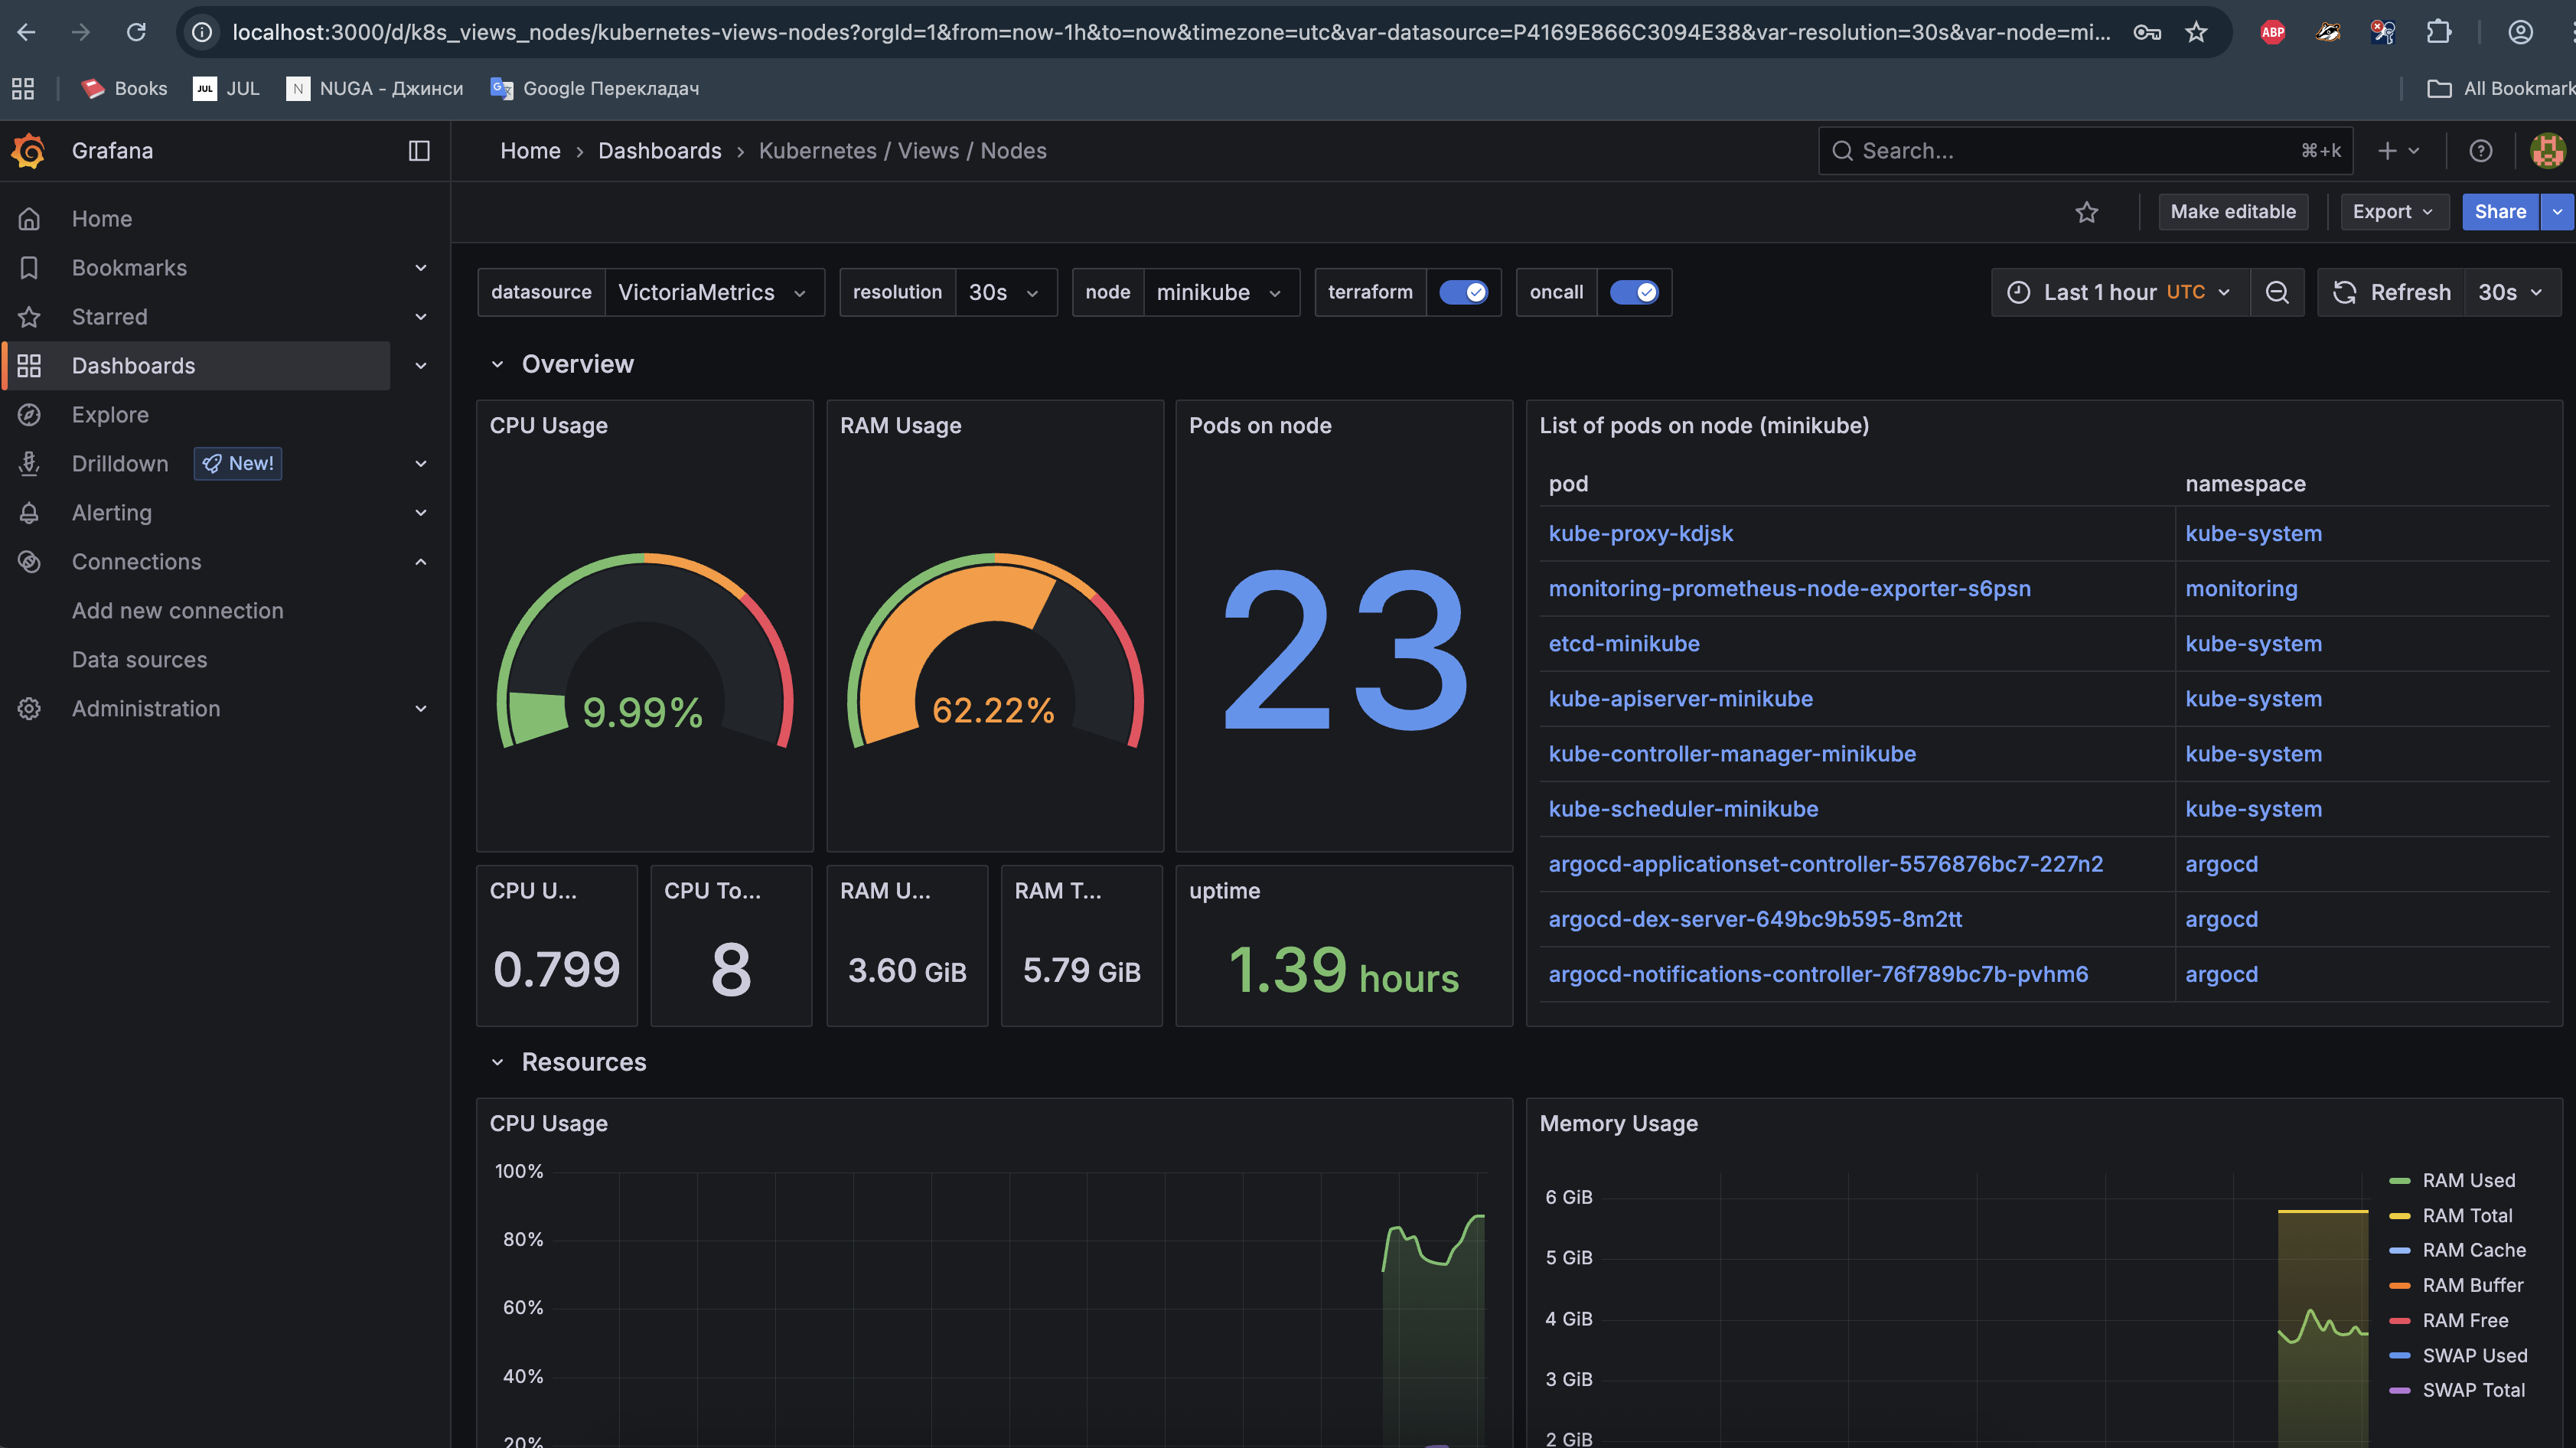 localhost:3000/d/k8s_views_nodes/kubernetes-views-nodes?orgId=1&from=now-1h&to=now&timezone=utc&var-datasource=P4169E866C3094E38&var-resolution=30s&var-node=mi...
ABP
Books
JUL JUL
N NUGA - Джинси
Google Перекладач
All Bookmark
Grafana
Home › Dashboards › Kubernetes / Views / Nodes
Search...
⌘+k
Make editable
Export
Share
Home
Bookmarks
Starred
Dashboards
Explore
Drilldown
New!
Alerting
Connections
Add new connection
Data sources
Administration
datasource VictoriaMetrics
resolution 30s
node minikube
terraform
oncall
Last 1 hour UTC
Refresh 30s
Overview
CPU Usage
9.99%
RAM Usage
62.22%
Pods on node
23
List of pods on node (minikube)
pod namespace
kube-proxy-kdjsk kube-system
monitoring-prometheus-node-exporter-s6psn monitoring
etcd-minikube kube-system
kube-apiserver-minikube kube-system
kube-controller-manager-minikube kube-system
kube-scheduler-minikube kube-system
argocd-applicationset-controller-5576876bc7-227n2 argocd
argocd-dex-server-649bc9b595-8m2tt argocd
argocd-notifications-controller-76f789bc7b-pvhm6 argocd
CPU U...
0.799
CPU To...
8
RAM U...
3.60 GiB
RAM T...
5.79 GiB
uptime
1.39 hours
Resources
CPU Usage
100%
80%
60%
40%
20%
Memory Usage
6 GiB
5 GiB
4 GiB
3 GiB
2 GiB
RAM Used
RAM Total
RAM Cache
RAM Buffer
RAM Free
SWAP Used
SWAP Total